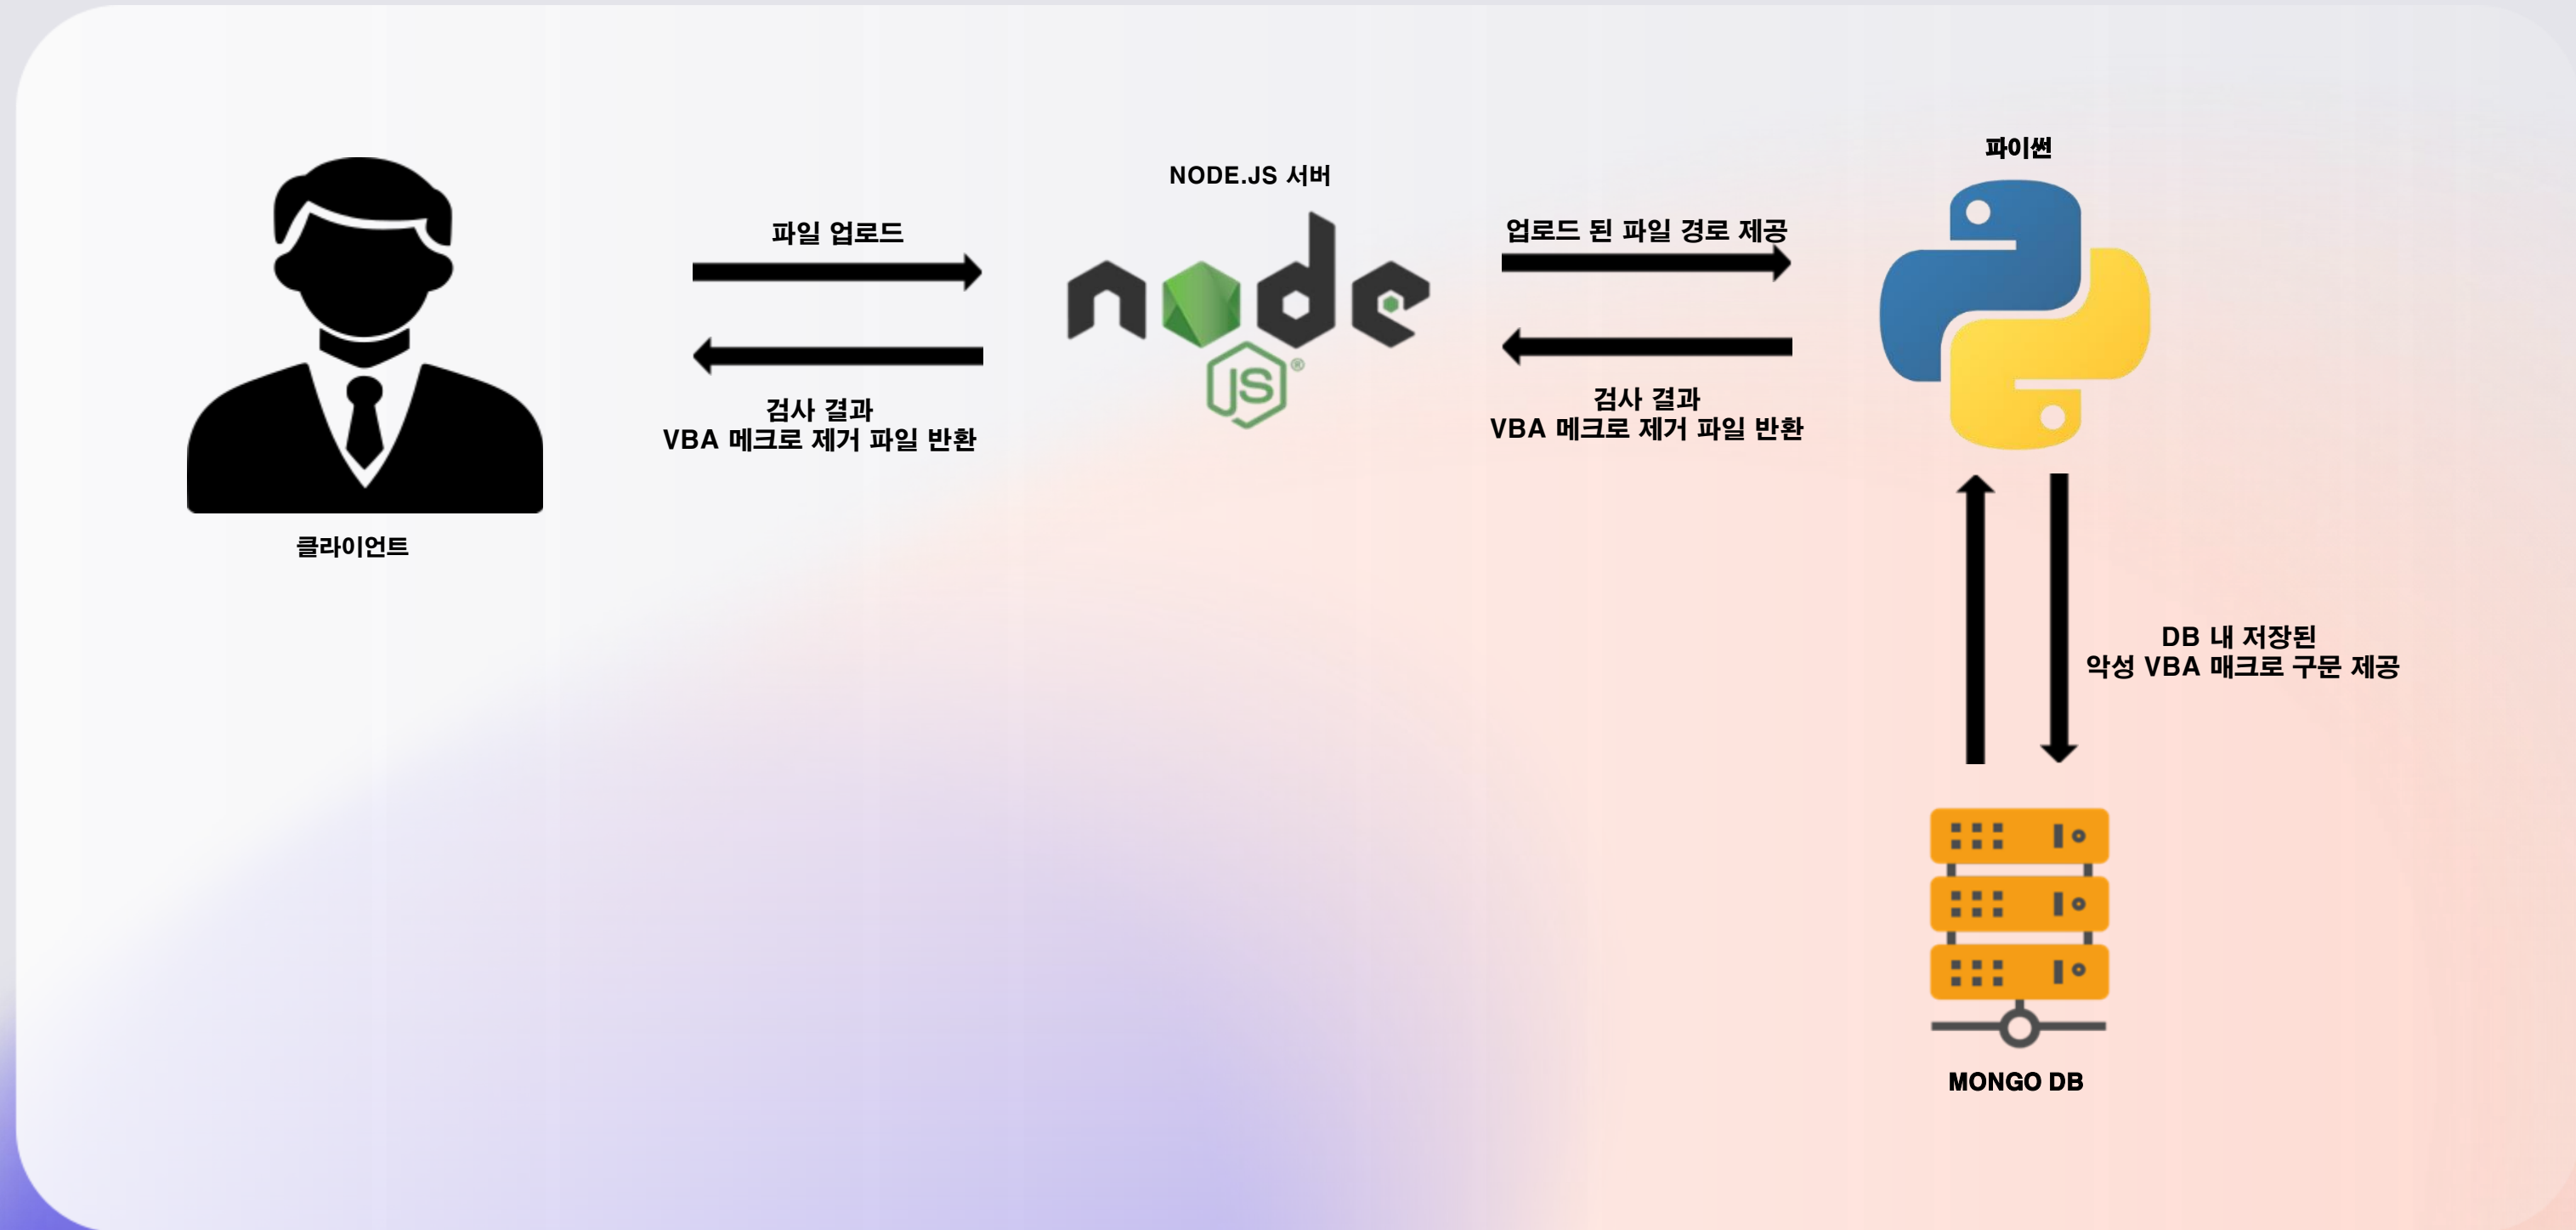 파이썬
NODE.JS 서버
파일 업로드
업로드 된 파일 경로 제공
node
JS
®
검사 결과
VBA 메크로 제거 파일 반환
검사 결과
VBA 메크로 제거 파일 반환
클라이언트
DB 내 저장된
악성 VBA 매크로 구문 제공
MONGO DB